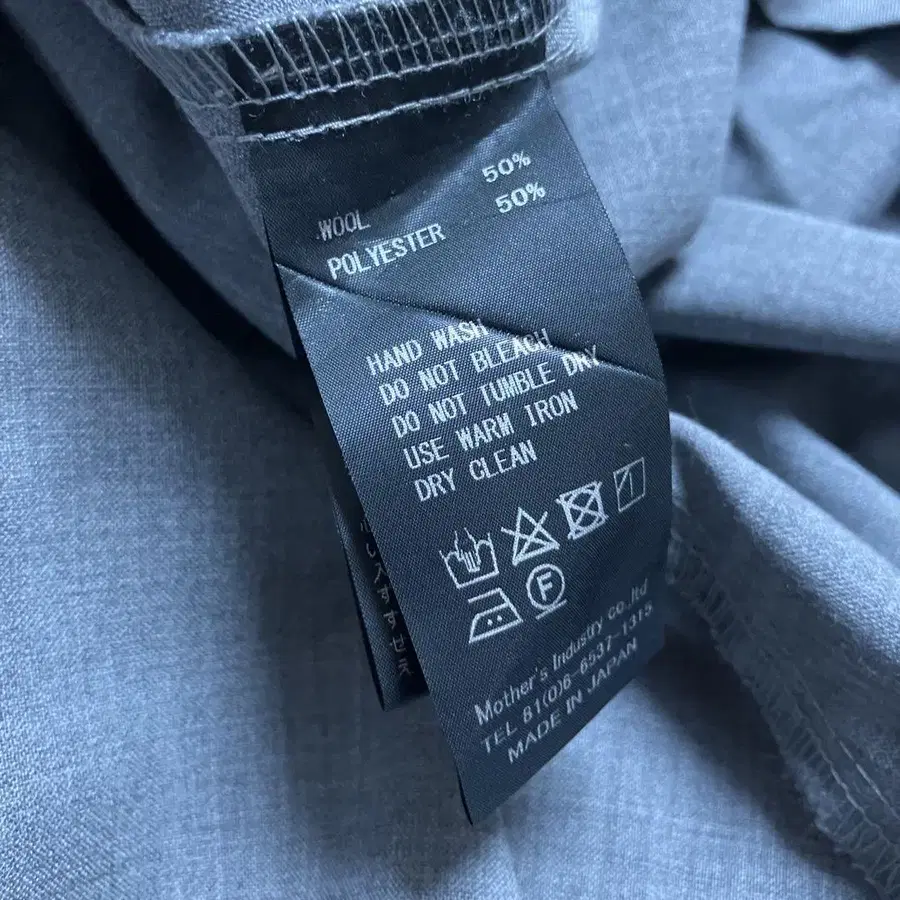 WOOL 50%
POLYESTER 50%
HAND WASH
DO NOT BLEACH
DO NOT TUMBLE DRY
USE WARM IRON
DRY CLEAN
F
Mother's Industry co.,ltd
TEL 81(0)6-6537-1315
MADE IN JAPAN